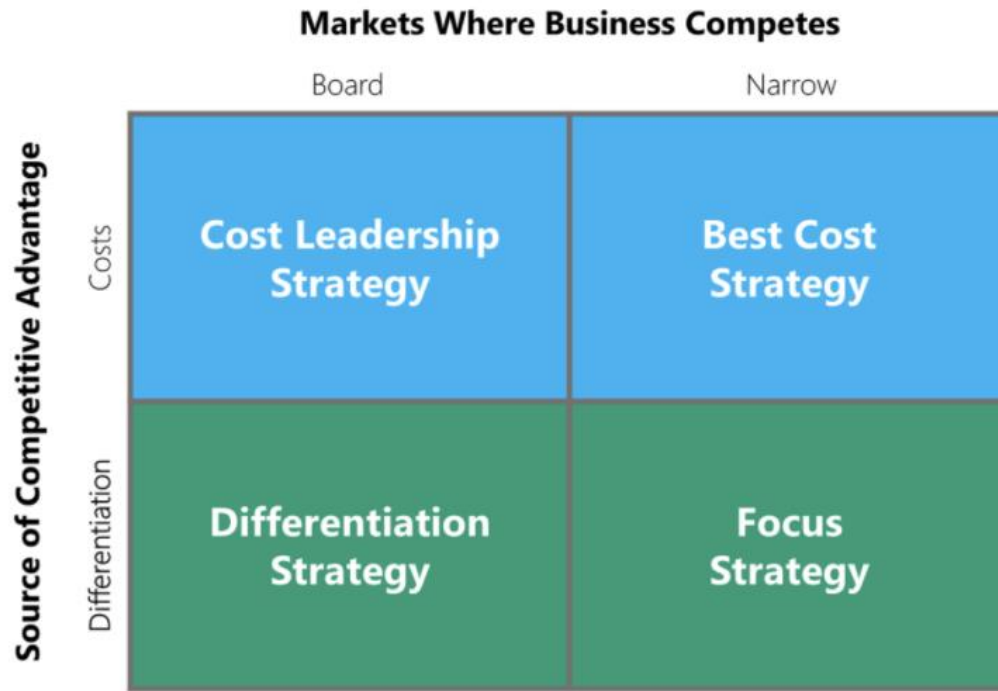 Markets Where Business Competes
Board
Narrow
Source of Competitive Advantage
Costs
Cost Leadership
Strategy
Best Cost
Strategy
Differentiation
Differentiation
Strategy
Focus
Strategy